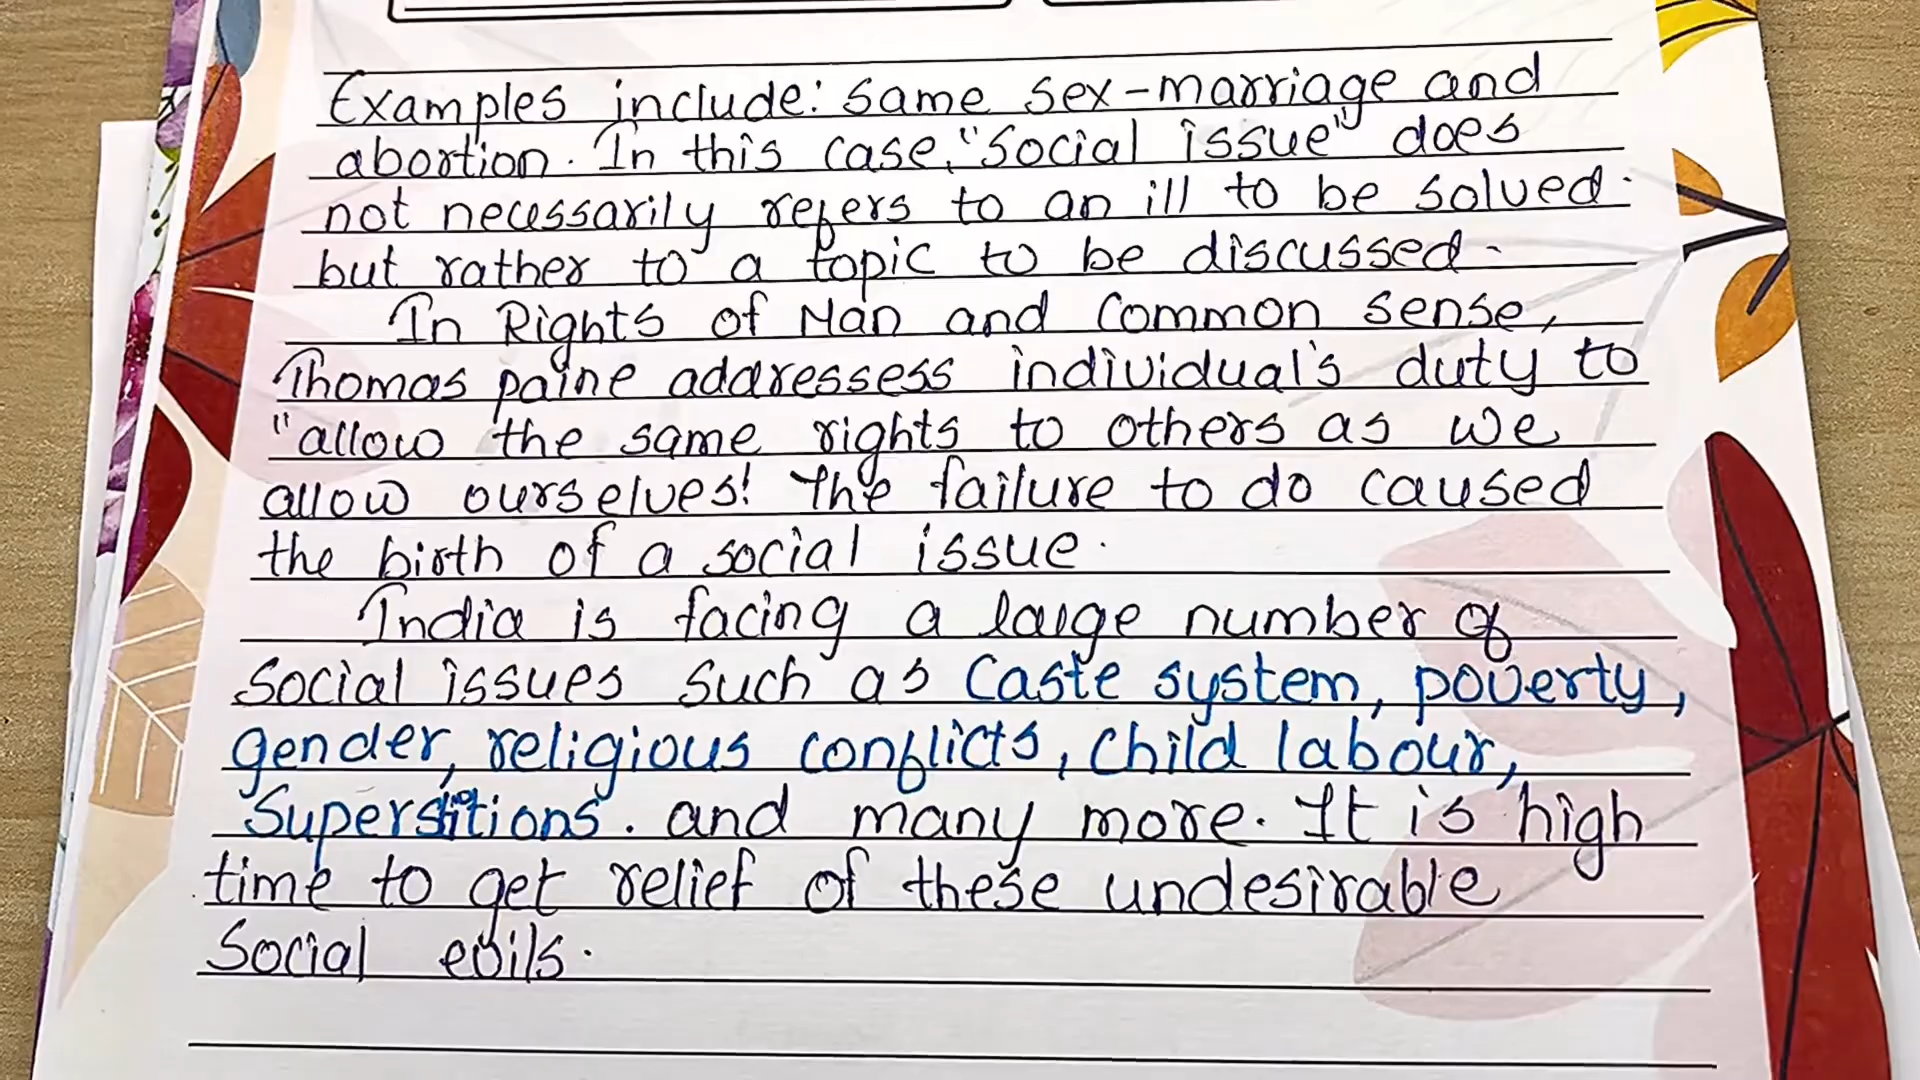 Examples include: same sex-marriage and
abortion. In this case, "social issue" does
not necessarily refers to an ill to be solved.
but rather to a topic to be discussed.
In Rights of Man and Common sense,
Thomas paine addaressess individual's duty to
"allow the same rights to others as we
allow ourselves! The failure to do caused
the birth of a social issue.
India is facing a large number of
Social issues such as Caste system, poverty,
gender, religious conflicts, Child labour,
Superstitions. and many more. It is high
time to get relief of these undesirable
Social evils.